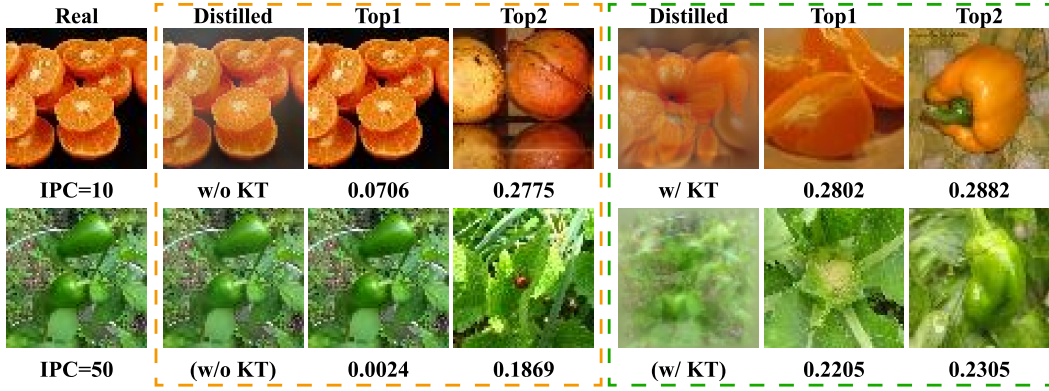 Real Distilled Top1 Top2 Distilled Top1 Top2
IPC=10 w/o KT 0.0706 0.2775 w/ KT 0.2802 0.2882
IPC=50 (w/o KT) 0.0024 0.1869 (w/ KT) 0.2205 0.2305